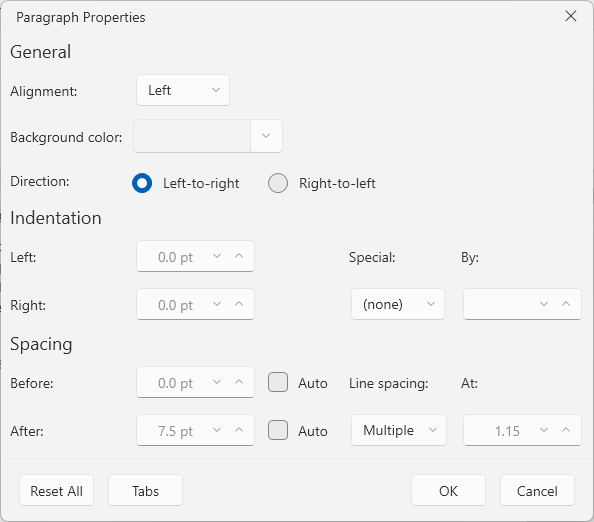 Paragraph Properties
General
Alignment: Left
Background color:
Direction: Left-to-right Right-to-left
Indentation
Left: 0.0 pt Special: By:
Right: 0.0 pt (none)
Spacing
Before: 0.0 pt Auto Line spacing: At:
After: 7.5 pt Auto Multiple 1.15
Reset All Tabs OK Cancel